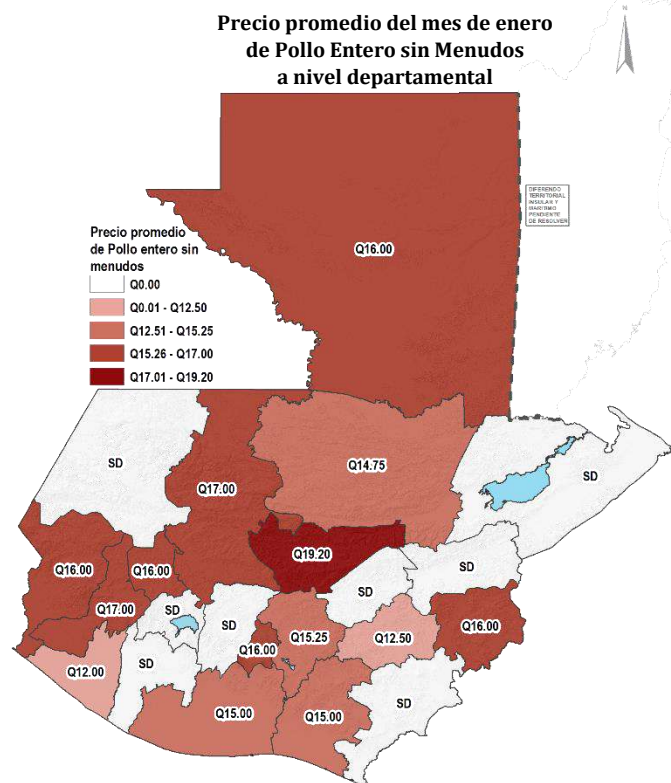 Precio promedio del mes de enero
de Pollo Entero sin Menudos
a nivel departamental
N
DIFERENDO
TERRITORIAL
INSULAR Y
MARITIMO
PENDIENTE
DE RESOLVER
Q16.00
Precio promedio
de Pollo entero sin
menudos
Q0.00
Q0.01 - Q12.50
Q12.51 - Q15.25
Q15.26 - Q17.00
Q17.01 - Q19.20
SD
Q17.00
Q14.75
SD
Q19.20
Q16.00
Q16.00
SD
Q17.00
SD
SD
Q16.00
Q15.25
Q12.50
Q16.00
Q12.00
SD
Q15.00
Q15.00
SD